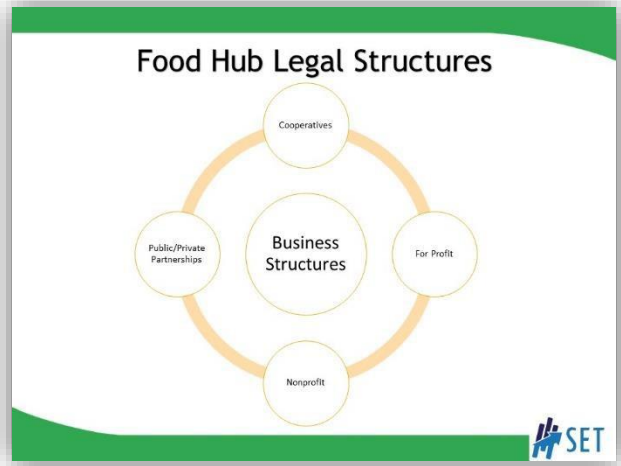 Food Hub Legal Structures
Cooperatives
Public/Private
Partnerships
Business
Structures
For Profit
Nonprofit
SET